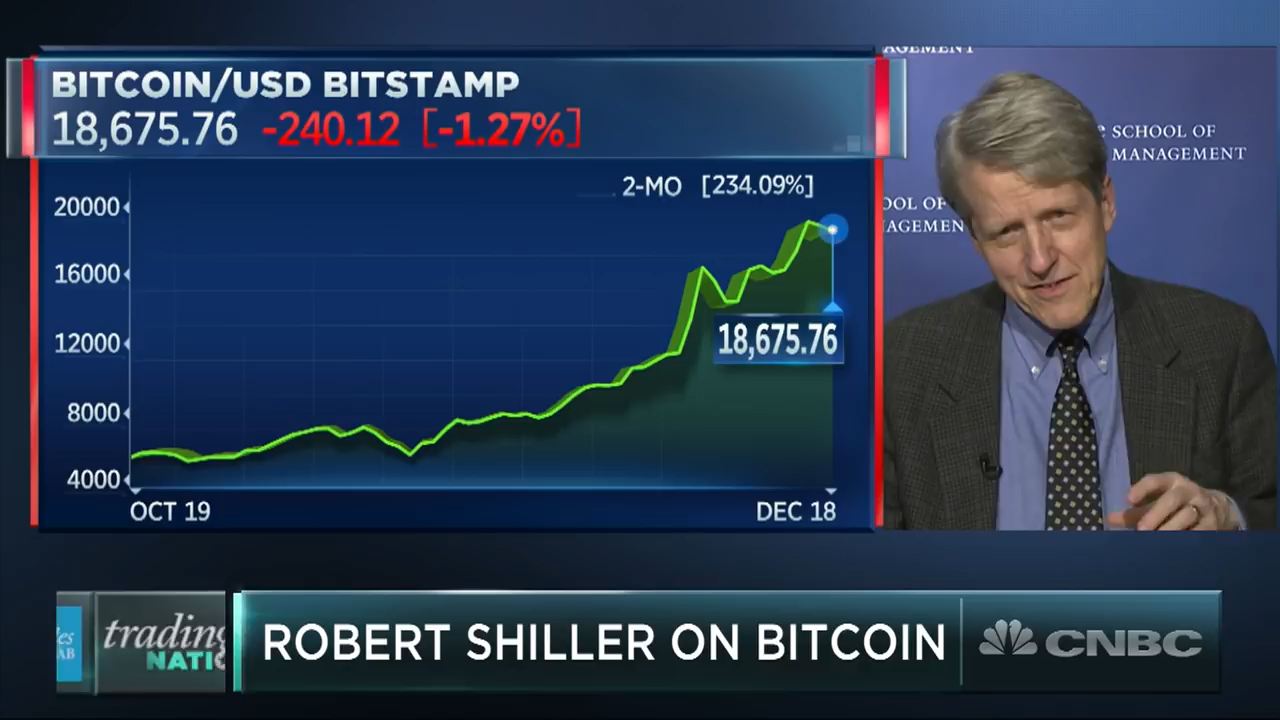 BITCOIN/USD BITSTAMP
18,675.76 -240.12 [-1.27%]
2-MO [234.09%]
20000
16000
12000
8000
4000
18,675.76
OCT 19
DEC 18
SCHOOL OF
MANAGEMENT
trading
ROBERT SHILLER ON BITCOIN
CNBC